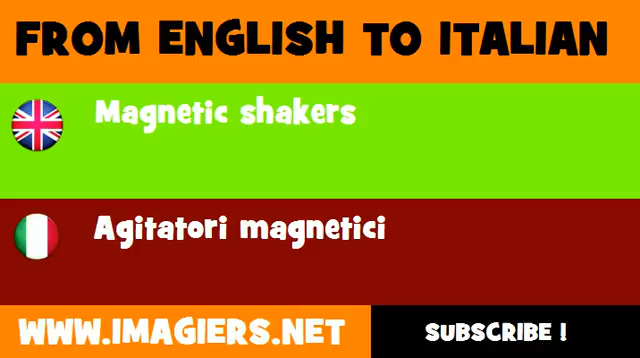 FROM ENGLISH TO ITALIAN
Magnetic shakers
Agitatori magnetici
WWW.IMAGIERS.NET
SUBSCRIBE !